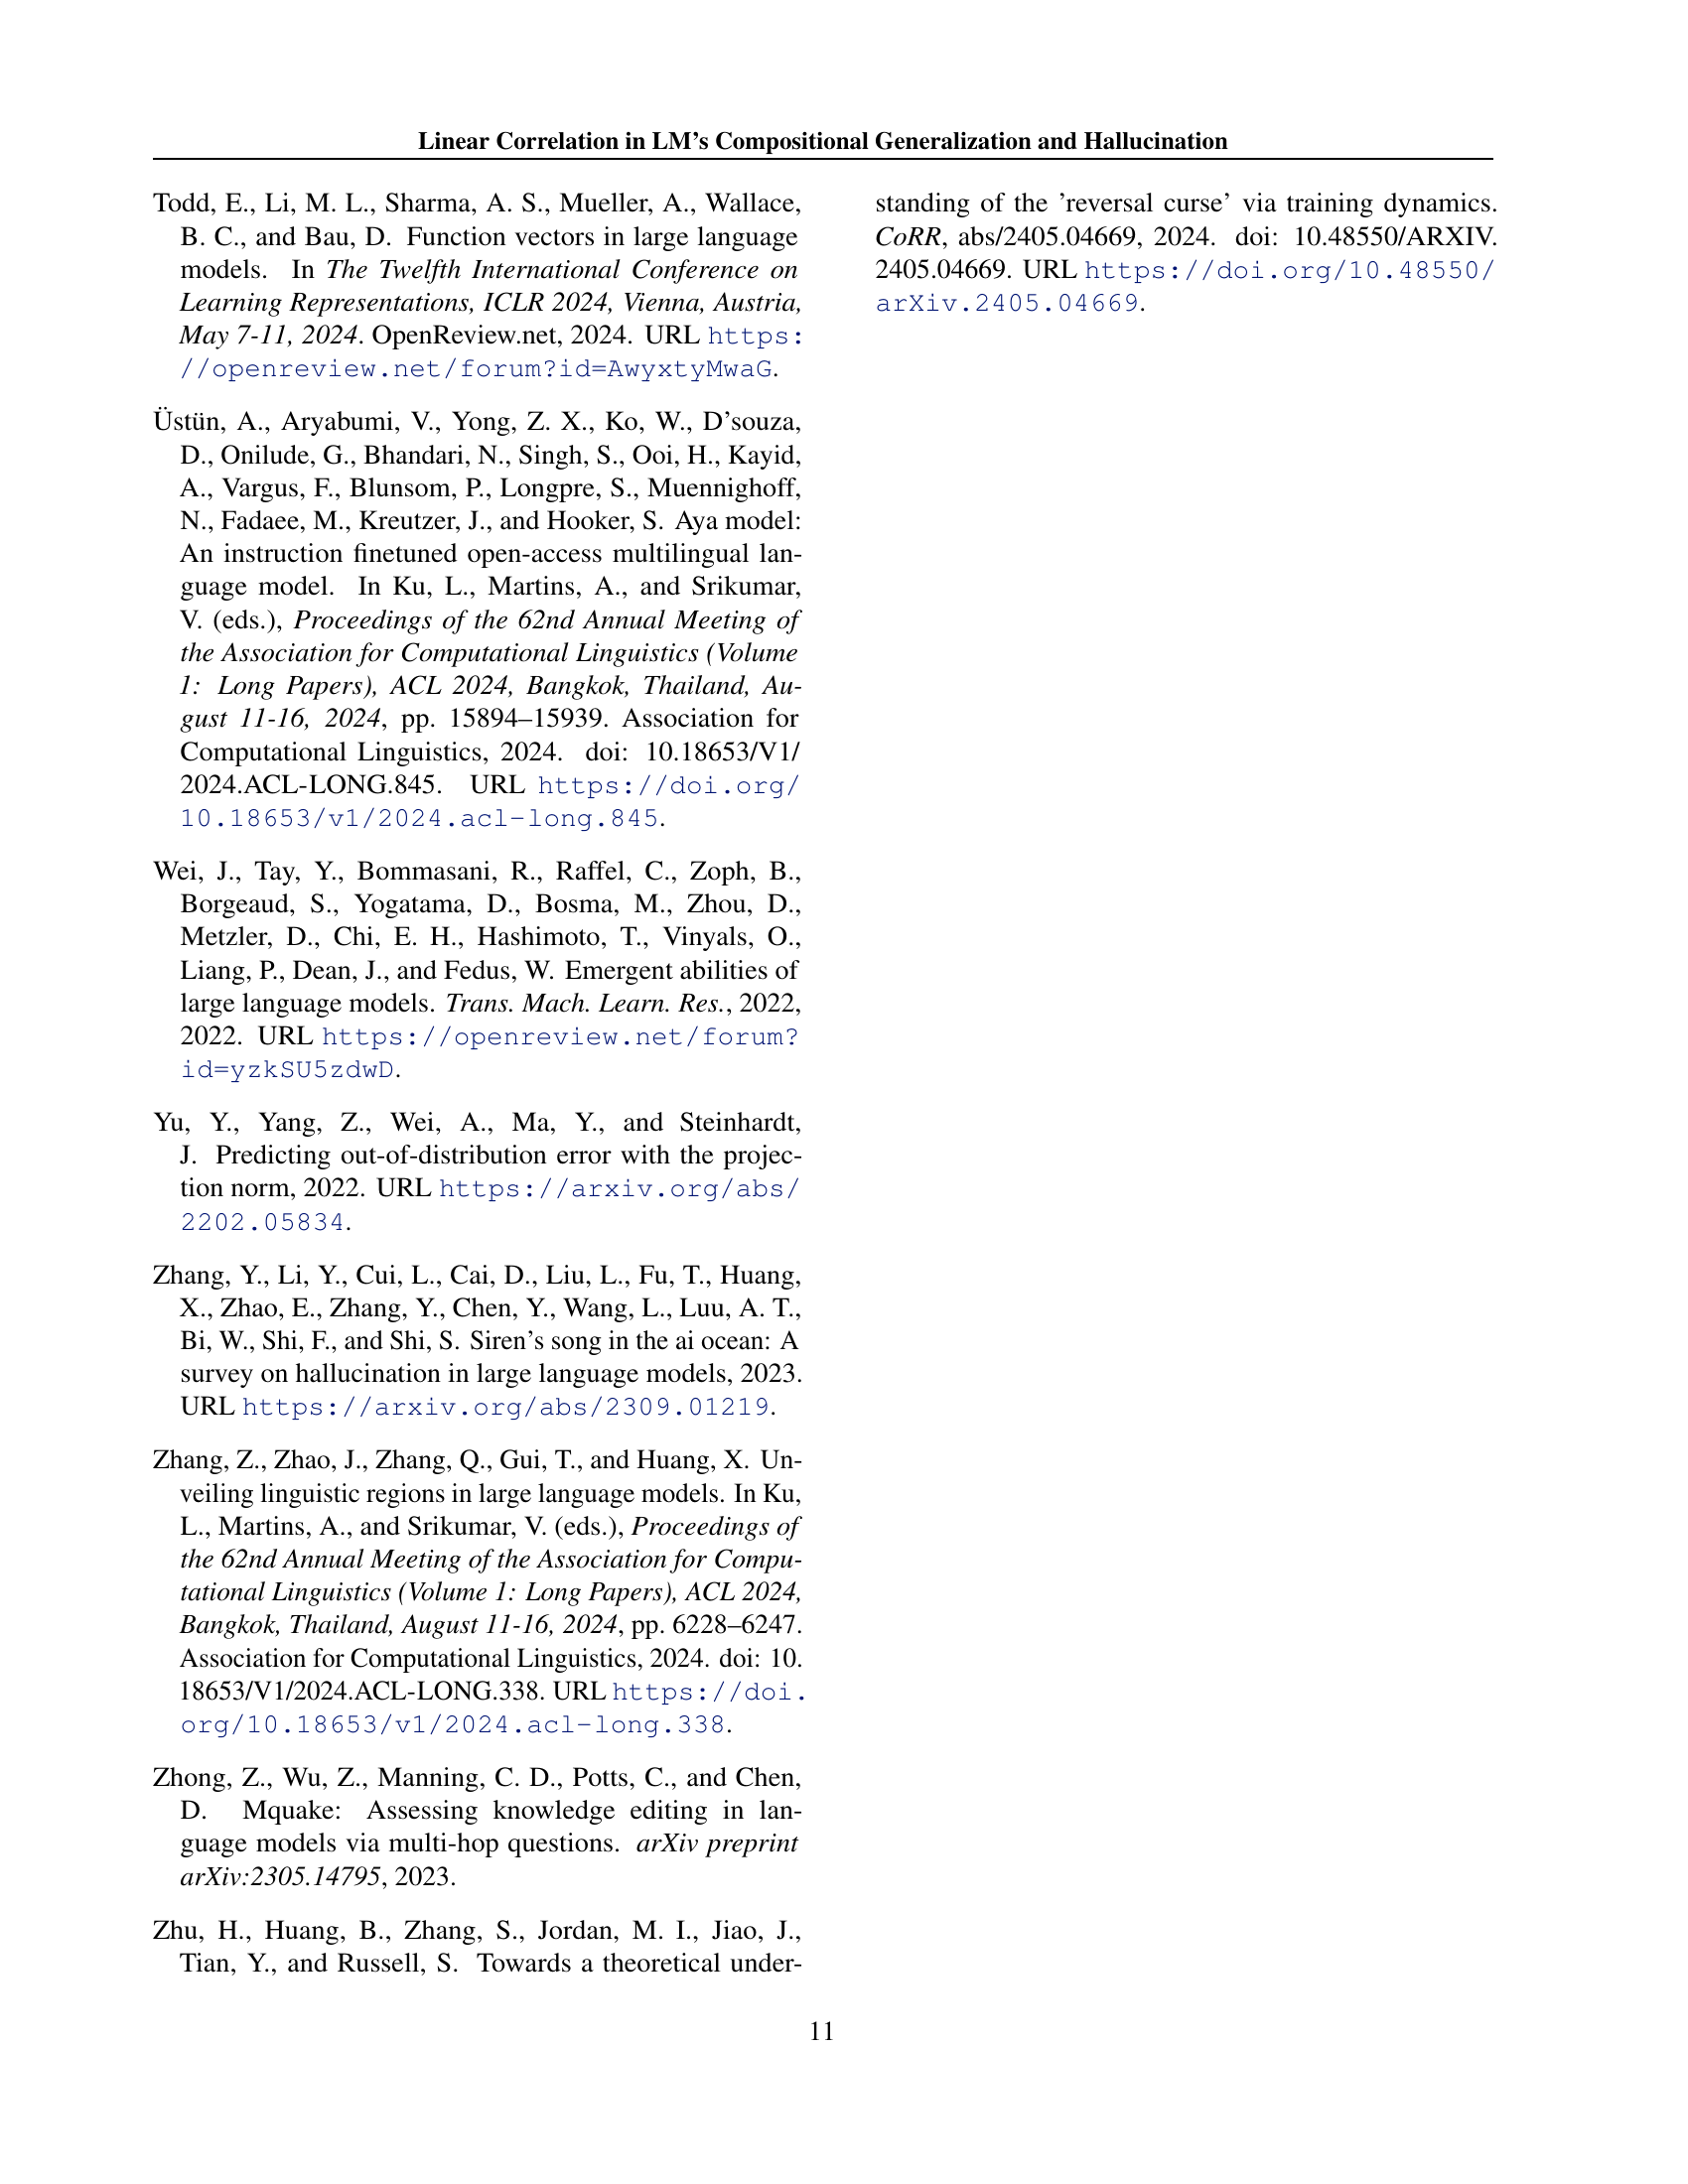 Linear Correlation in LM's Compositional Generalization and Hallucination
Todd, E., Li, M. L., Sharma, A. S., Mueller, A., Wallace,
B. C., and Bau, D. Function vectors in large language
models. In The Twelfth International Conference on
Learning Representations, ICLR 2024, Vienna, Austria,
May 7-11, 2024. OpenReview.net, 2024. URL https:
//openreview.net/forum?id=AwyxtyMwaG.
Üstün, A., Aryabumi, V., Yong, Z. X., Ko, W., D'souza,
D., Onilude, G., Bhandari, N., Singh, S., Ooi, H., Kayid,
A., Vargus, F., Blunsom, P., Longpre, S., Muennighoff,
N., Fadaee, M., Kreutzer, J., and Hooker, S. Aya model:
An instruction finetuned open-access multilingual lan-
guage model. In Ku, L., Martins, A., and Srikumar,
V. (eds.), Proceedings of the 62nd Annual Meeting of
the Association for Computational Linguistics (Volume
1: Long Papers), ACL 2024, Bangkok, Thailand, Au-
gust 11-16, 2024, pp. 15894–15939. Association for
Computational Linguistics, 2024. doi: 10.18653/V1/
2024.ACL-LONG.845. URL https://doi.org/
10.18653/v1/2024.acl-long.845.
Wei, J., Tay, Y., Bommasani, R., Raffel, C., Zoph, B.,
Borgeaud, S., Yogatama, D., Bosma, M., Zhou, D.,
Metzler, D., Chi, E. H., Hashimoto, T., Vinyals, O.,
Liang, P., Dean, J., and Fedus, W. Emergent abilities of
large language models. Trans. Mach. Learn. Res., 2022,
2022. URL https://openreview.net/forum?
id=yzkSU5zdwD.
Yu, Y., Yang, Z., Wei, A., Ma, Y., and Steinhardt,
J. Predicting out-of-distribution error with the projec-
tion norm, 2022. URL https://arxiv.org/abs/
2202.05834.
Zhang, Y., Li, Y., Cui, L., Cai, D., Liu, L., Fu, T., Huang,
X., Zhao, E., Zhang, Y., Chen, Y., Wang, L., Luu, A. T.,
Bi, W., Shi, F., and Shi, S. Siren's song in the ai ocean: A
survey on hallucination in large language models, 2023.
URL https://arxiv.org/abs/2309.01219.
Zhang, Z., Zhao, J., Zhang, Q., Gui, T., and Huang, X. Un-
veiling linguistic regions in large language models. In Ku,
L., Martins, A., and Srikumar, V. (eds.), Proceedings of
the 62nd Annual Meeting of the Association for Compu-
tational Linguistics (Volume 1: Long Papers), ACL 2024,
Bangkok, Thailand, August 11-16, 2024, pp. 6228–6247.
Association for Computational Linguistics, 2024. doi: 10.
18653/V1/2024.ACL-LONG.338. URL https://doi.
org/10.18653/v1/2024.acl-long.338.
Zhong, Z., Wu, Z., Manning, C. D., Potts, C., and Chen,
D. Mquake: Assessing knowledge editing in lan-
guage models via multi-hop questions. arXiv preprint
arXiv:2305.14795, 2023.
Zhu, H., Huang, B., Zhang, S., Jordan, M. I., Jiao, J.,
Tian, Y., and Russell, S. Towards a theoretical under-
standing of the 'reversal curse' via training dynamics.
CoRR, abs/2405.04669, 2024. doi: 10.48550/ARXIV.
2405.04669. URL https://doi.org/10.48550/
arXiv.2405.04669.
11